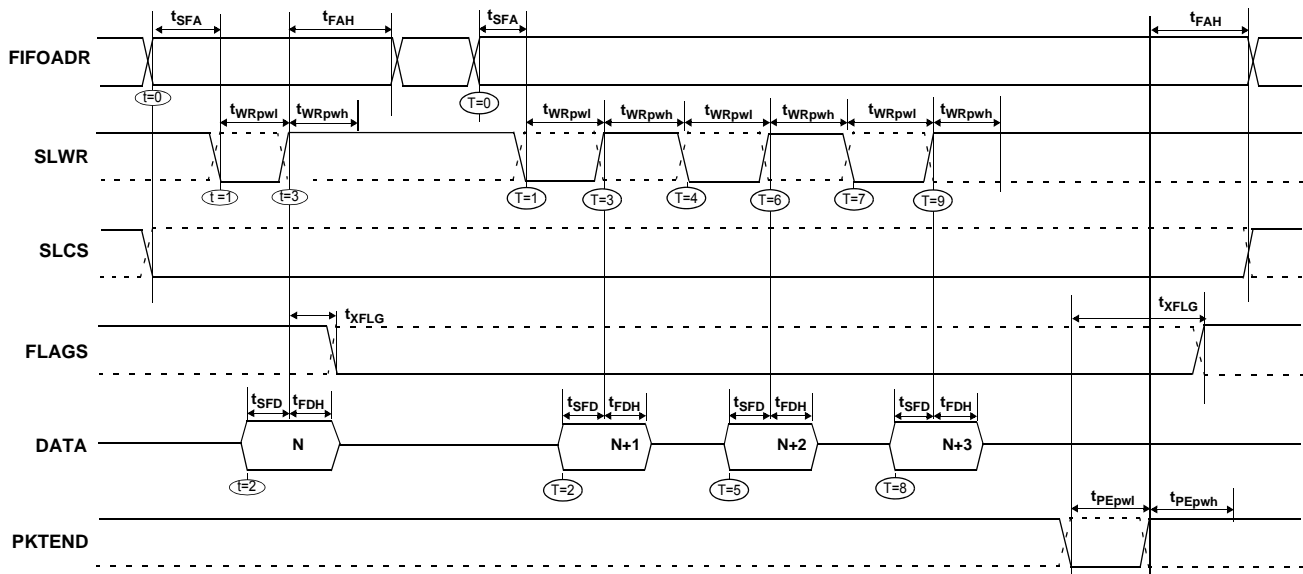 tSFA tFAH tSFA tFAH
FIFOADR
t=0 T=0
tWRpwl tWRpwh tWRpwl tWRpwh tWRpwl tWRpwh tWRpwl tWRpwh
SLWR
t=1 t=3 T=1 T=3 T=4 T=6 T=7 T=9
SLCS
tXFLG tXFLG
FLAGS
tSFD tFDH tSFD tFDH tSFD tFDH tSFD tFDH
DATA N N+1 N+2 N+3
t=2 T=2 T=5 T=8
tPEpwl tPEpwh
PKTEND